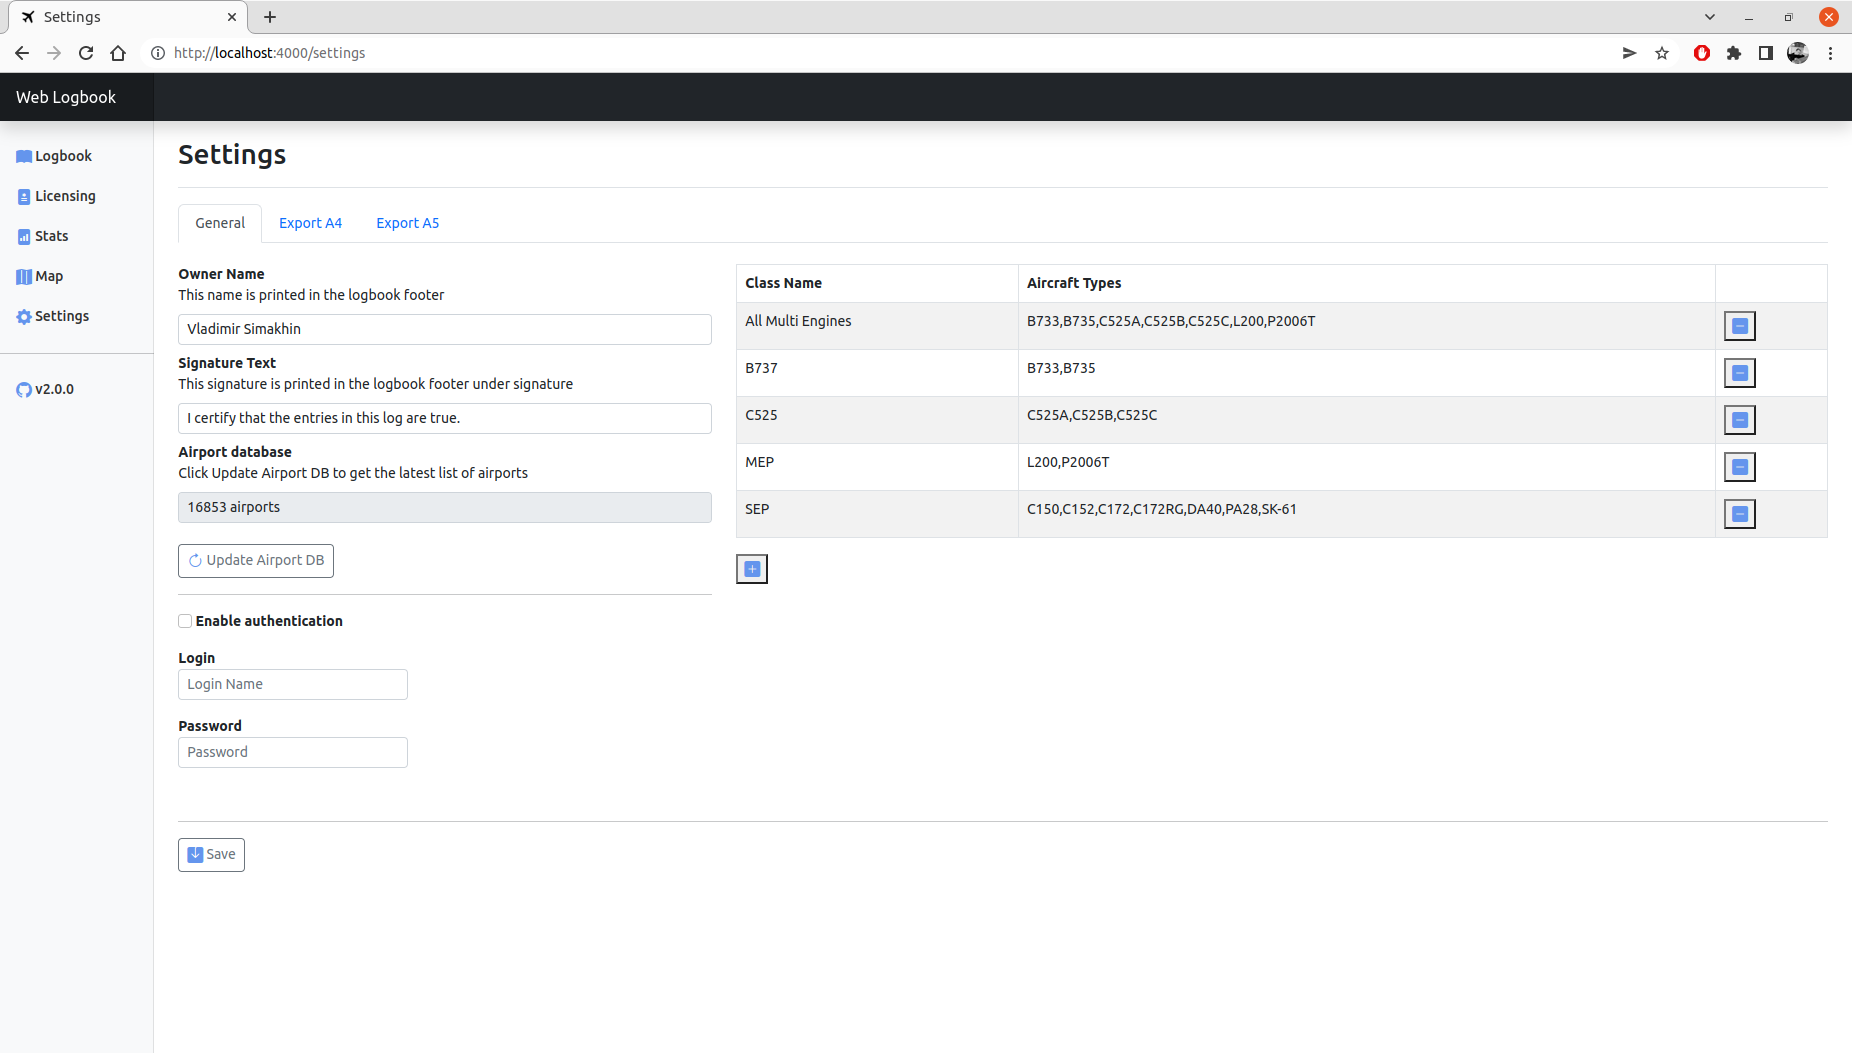 Settings
http://localhost:4000/settings
Web Logbook
Logbook
Licensing
Stats
Map
Settings
v2.0.0
Settings
General
Export A4
Export A5
Owner Name
This name is printed in the logbook footer
Vladimir Simakhin
Signature Text
This signature is printed in the logbook footer under signature
I certify that the entries in this log are true.
Airport database
Click Update Airport DB to get the latest list of airports
16853 airports
Update Airport DB
Enable authentication
Login
Login Name
Password
Password
Class Name Aircraft Types
All Multi Engines B733,B735,C525A,C525B,C525C,L200,P2006T
B737 B733,B735
C525 C525A,C525B,C525C
MEP L200,P2006T
SEP C150,C152,C172,C172RG,DA40,PA28,SK-61
Save